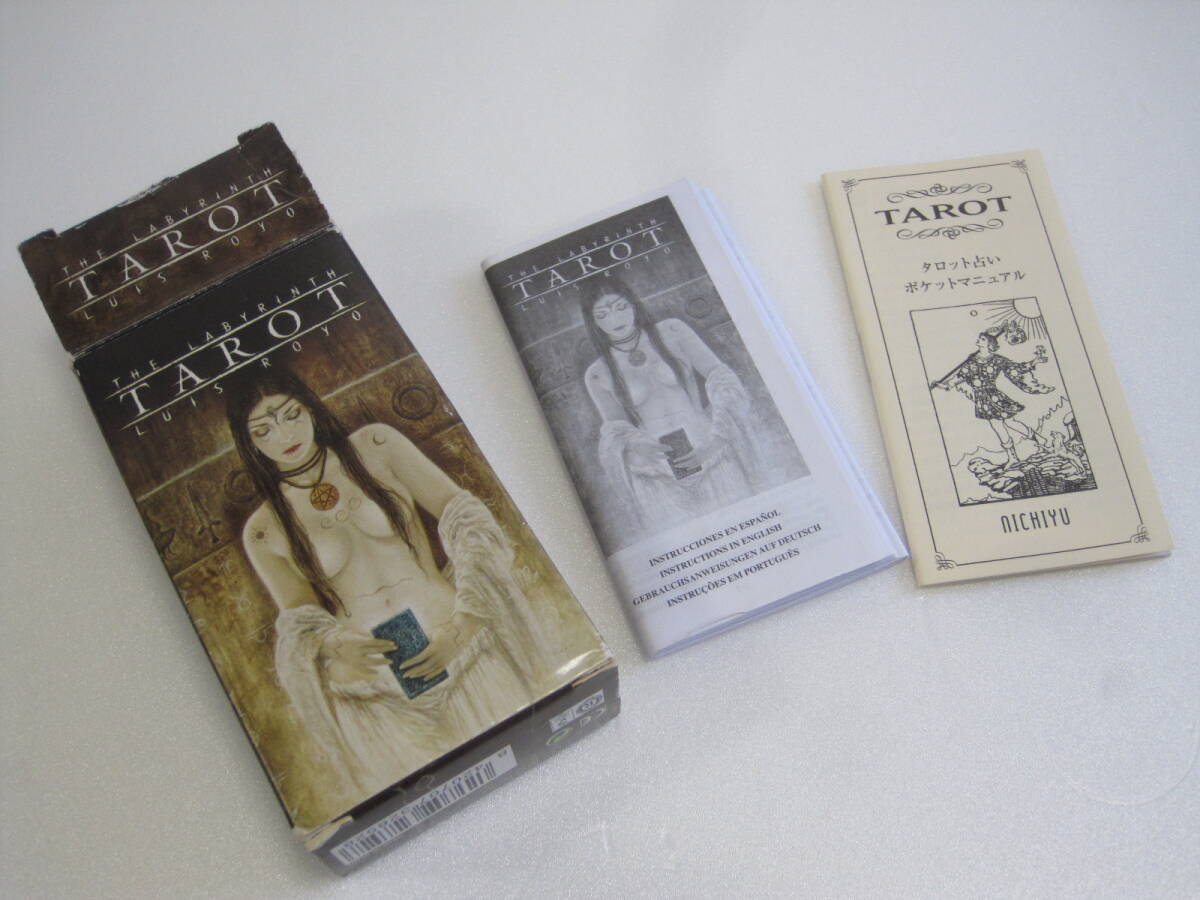 THE LABYRINTH
TAROT
LUIS ROYO
THE LABYRINTH
TAROT
LUIS ROYO
THE LABYRINTH
TAROT
LUIS ROYO
INSTRUCCIONES EN ESPAÑOL
INSTRUCTIONS IN ENGLISH
GEBRAUCHSANWEISUNGEN AUF DEUTSCH
INSTRUÇÕES EM PORTUGUÊS
TAROT
タロット占い
ポケットマニュアル
NICHIYU